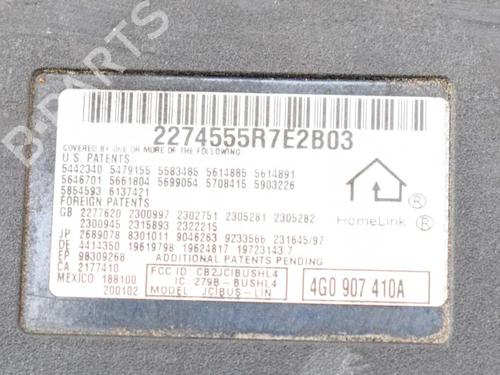 2274555R7E2B03
COVERED BY ONE OR MORE OF THE FOLLOWING
U.S. PATENTS
5442340 5479155 5583485 5614885 5614891
5646701 5661804 5699054 5708415 5903226
5854593 6137421
FOREIGN PATENTS
GB 2277620 2300997 2302751 2305281 2305282
2300945 2315893 2322215
JP 2689078 8301011 9046263 9233566 231645/97
DE 4414350 19619798 19624817 19723143.7
EP 98309268 ADDITIONAL PATENTS PENDING
CA 2177410
MEXICO 188100
200102
FCC ID: CB2JCIBUSHL4
IC: 279B-BUSHL4
MODEL: JCIBUS-LIN
HomeLink®
4G0 907 410A
B-PARTS